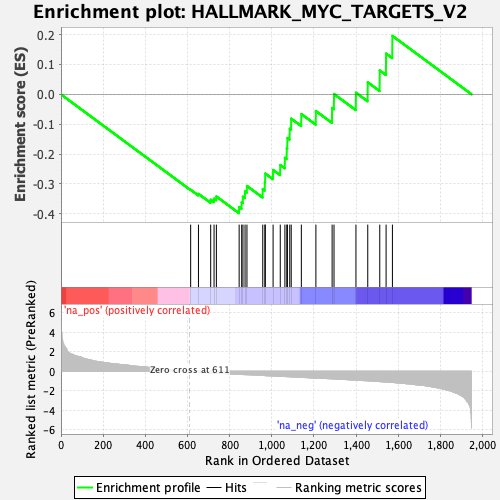 Enrichment plot: HALLMARK_MYC_TARGETS_V2
Enrichment score (ES)
0.2
0.1
0.0
-0.1
-0.2
-0.3
-0.4
'na_pos' (positively correlated)
Ranked list metric (PreRanked)
6
4
2
0
-2
-4
-6
Zero cross at 611
'na_neg' (negatively correlated)
0 200 400 600 800 1,000 1,200 1,400 1,600 1,800 2,000
Rank in Ordered Dataset
Enrichment profile Hits Ranking metric scores